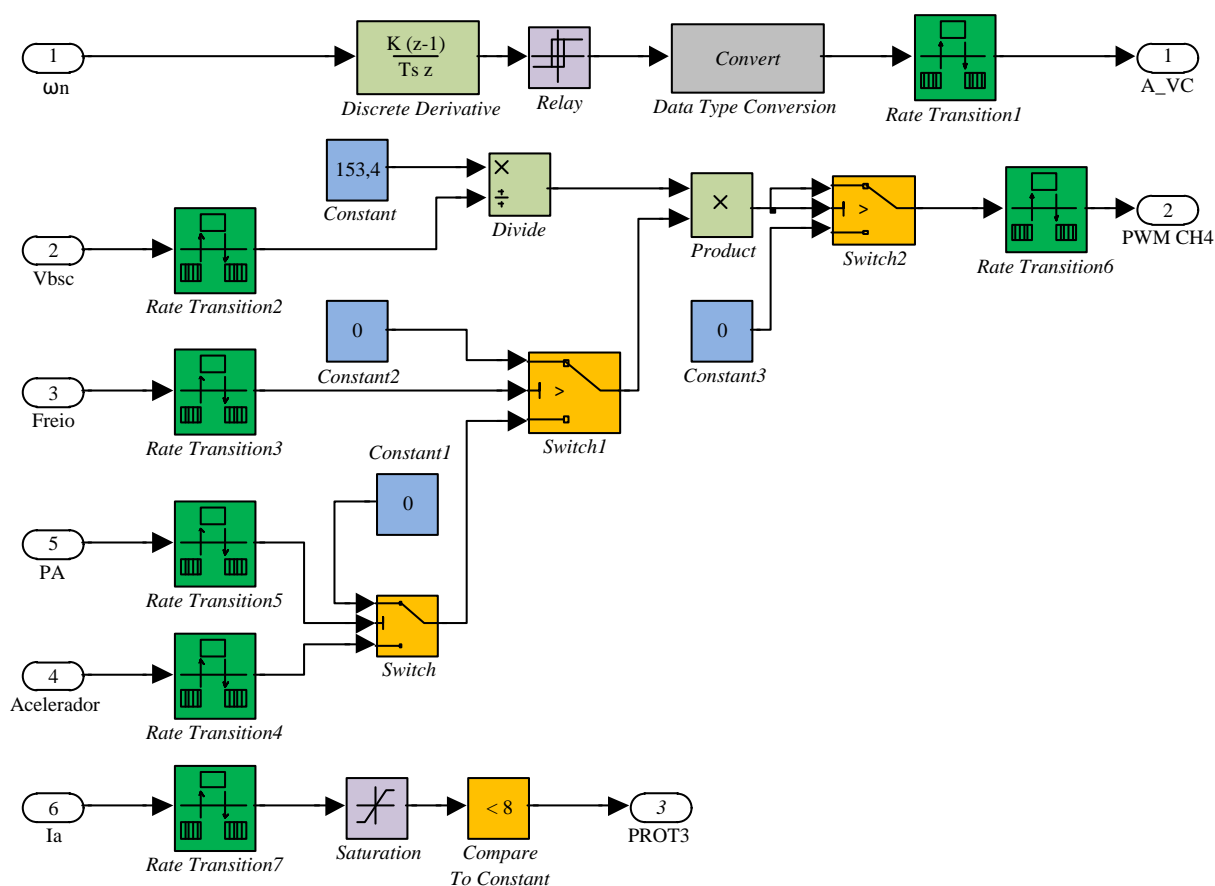 1
ωn
K (z-1)
Ts z
Discrete Derivative
Relay
Convert
Data Type Conversion
Rate Transition1
1
A_VC
153,4
Constant
×
÷
Divide
×
Product
>
Switch2
Rate Transition6
2
PWM CH4
2
Vbsc
Rate Transition2
0
Constant2
0
Constant3
3
Freio
Rate Transition3
>
Switch1
Constant1
0
5
PA
Rate Transition5
Switch
4
Acelerador
Rate Transition4
6
Ia
Rate Transition7
Saturation
< 8
Compare
To Constant
3
PROT3